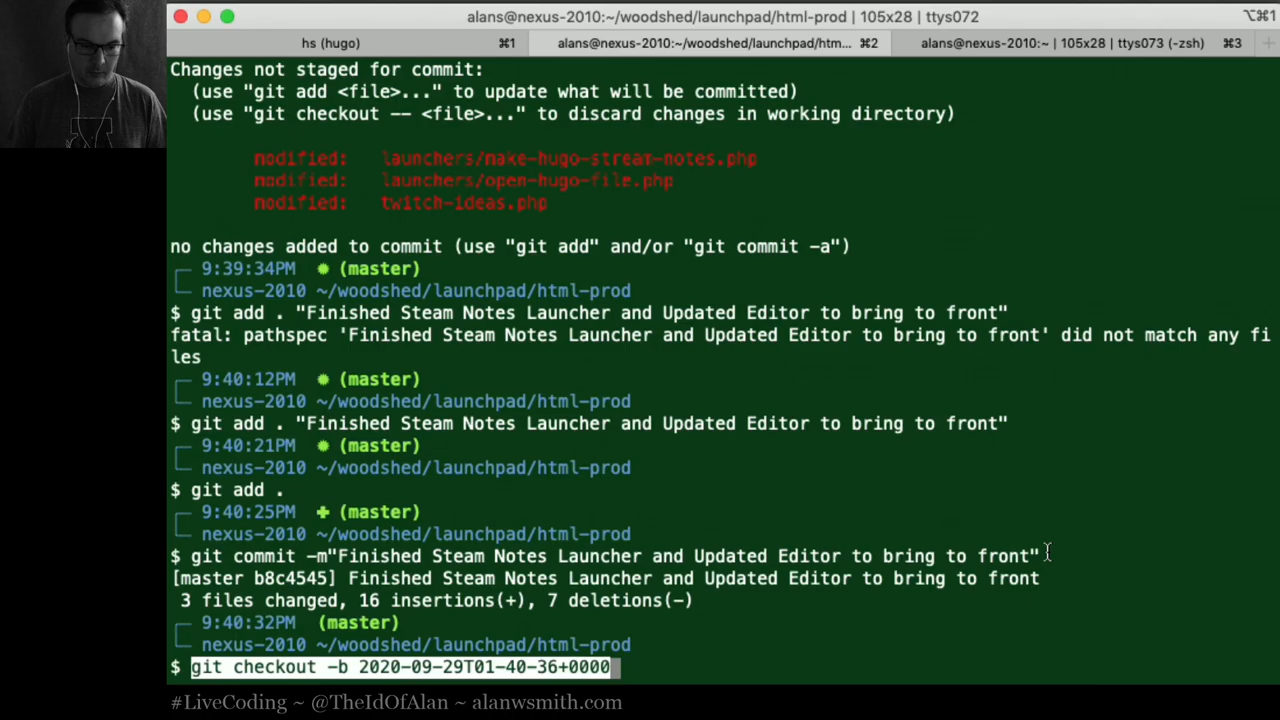 alans@nexus-2010:~/woodshed/launchpad/html-prod | 105x28 | ttys072
⌥⌘1
hs (hugo) ⌘1 alans@nexus-2010:~/woodshed/launchpad/htm... ⌘2 alans@nexus-2010:~ | 105x28 | ttys073 (-zsh) ⌘3
Changes not staged for commit:
(use "git add <file>..." to update what will be committed)
(use "git checkout -- <file>..." to discard changes in working directory)
modified: launchers/make-hugo-stream-notes.php
modified: launchers/open-hugo-file.php
modified: twitch-ideas.php
no changes added to commit (use "git add" and/or "git commit -a")
9:39:34PM ✹ (master)
nexus-2010 ~/woodshed/launchpad/html-prod
$ git add . "Finished Steam Notes Launcher and Updated Editor to bring to front"
fatal: pathspec 'Finished Steam Notes Launcher and Updated Editor to bring to front' did not match any fi
les
9:40:12PM ✹ (master)
nexus-2010 ~/woodshed/launchpad/html-prod
$ git add . "Finished Steam Notes Launcher and Updated Editor to bring to front"
9:40:21PM ✹ (master)
nexus-2010 ~/woodshed/launchpad/html-prod
$ git add .
9:40:25PM ✚ (master)
nexus-2010 ~/woodshed/launchpad/html-prod
$ git commit -m"Finished Steam Notes Launcher and Updated Editor to bring to front"
[master b8c4545] Finished Steam Notes Launcher and Updated Editor to bring to front
3 files changed, 16 insertions(+), 7 deletions(-)
9:40:32PM (master)
nexus-2010 ~/woodshed/launchpad/html-prod
$ git checkout -b 2020-09-29T01-40-36+0000
#LiveCoding ~ @TheIdOfAlan ~ alanwsmith.com